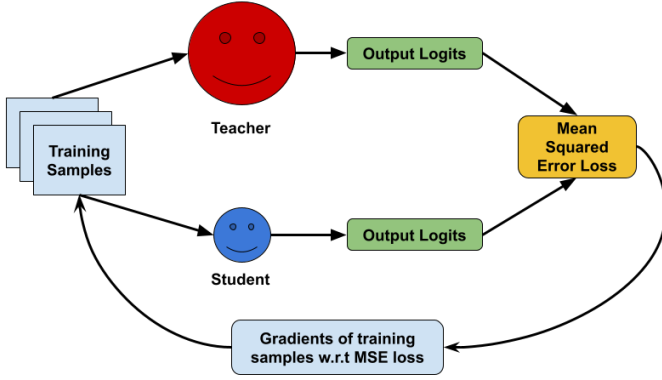 Output Logits
Teacher
Training
Samples
Mean
Squared
Error Loss
Output Logits
Student
Gradients of training
samples w.r.t MSE loss